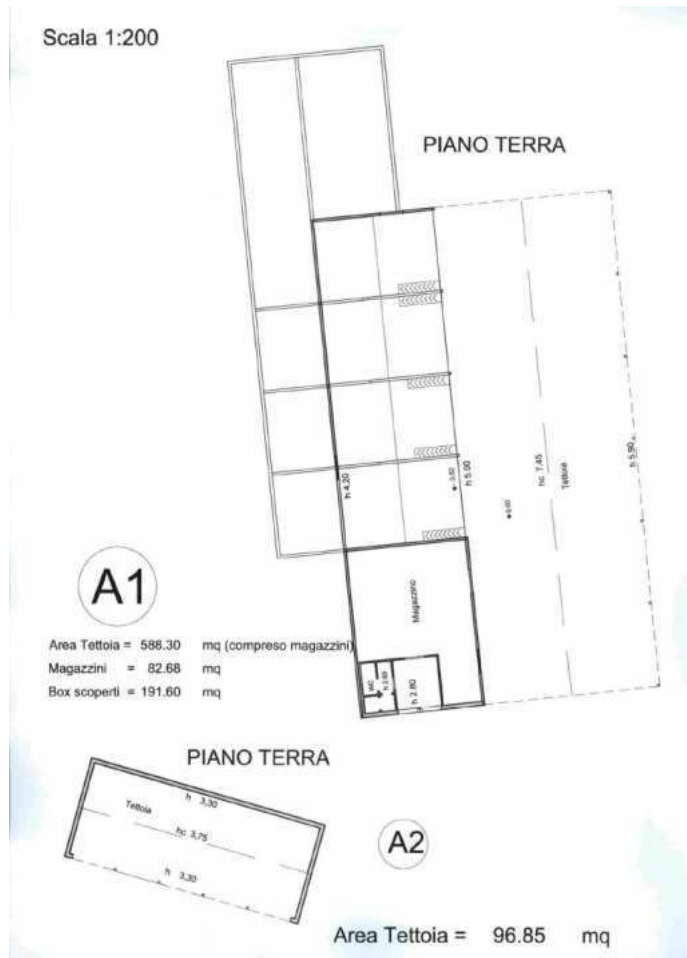 Scala 1:200
PIANO TERRA
h 4.20
h 5.00
hc 7.45
Tettoia
h 5.90
Magazzino
WC
h 2.80
A1
Area Tettoia = 586.30 mq (compreso magazzini)
Magazzini = 82.68 mq
Box scoperti = 191.60 mq
PIANO TERRA
h 3,30
Tettoia
hc 3,75
h 3,30
A2
Area Tettoia = 96.85 mq